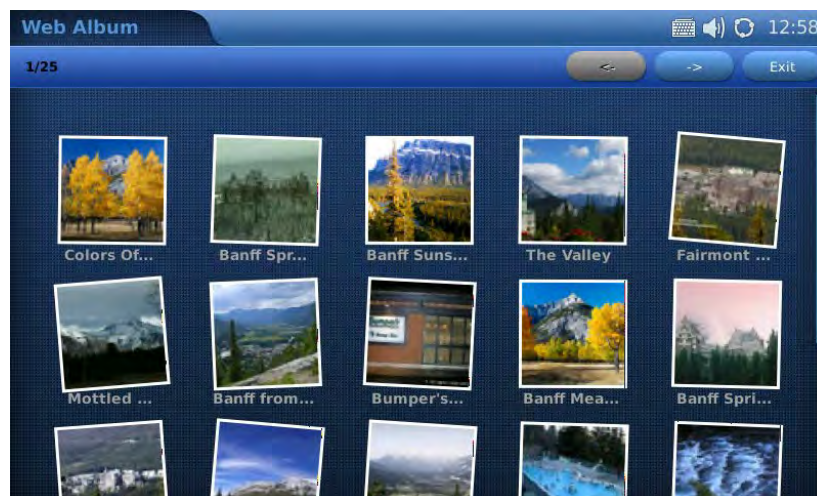 Web Album
12:58
1/25
<- -> Exit
Colors Of... Banff Spr... Banff Suns... The Valley Fairmont ...
Mottled ... Banff from... Bumper's... Banff Mea... Banff Spri...